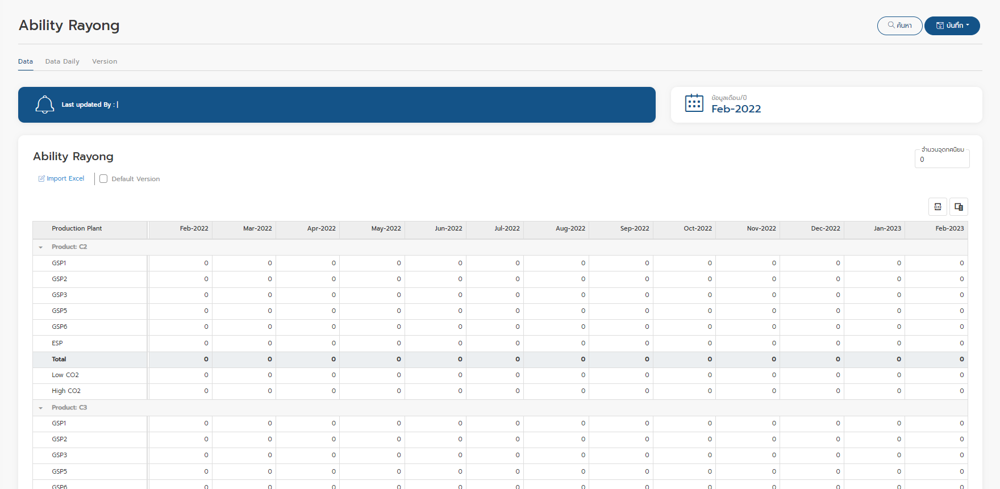 Ability Rayong
ค้นหา
บันทึก
Data Data Daily Version
Last updated By : |
ข้อมูลเดือน/ปี
Feb-2022
Ability Rayong
จำนวนจุดทศนิยม
0
Import Excel Default Version
XLSX
Production Plant Feb-2022 Mar-2022 Apr-2022 May-2022 Jun-2022 Jul-2022 Aug-2022 Sep-2022 Oct-2022 Nov-2022 Dec-2022 Jan-2023 Feb-2023
Product: C2
GSP1 0 0 0 0 0 0 0 0 0 0 0 0 0
GSP2 0 0 0 0 0 0 0 0 0 0 0 0 0
GSP3 0 0 0 0 0 0 0 0 0 0 0 0 0
GSP5 0 0 0 0 0 0 0 0 0 0 0 0 0
GSP6 0 0 0 0 0 0 0 0 0 0 0 0 0
ESP 0 0 0 0 0 0 0 0 0 0 0 0 0
Total 0 0 0 0 0 0 0 0 0 0 0 0 0
Low CO2 0 0 0 0 0 0 0 0 0 0 0 0 0
High CO2 0 0 0 0 0 0 0 0 0 0 0 0 0
Product: C3
GSP1 0 0 0 0 0 0 0 0 0 0 0 0 0
GSP2 0 0 0 0 0 0 0 0 0 0 0 0 0
GSP3 0 0 0 0 0 0 0 0 0 0 0 0 0
GSP5 0 0 0 0 0 0 0 0 0 0 0 0 0
GSP6 0 0 0 0 0 0 0 0 0 0 0 0 0